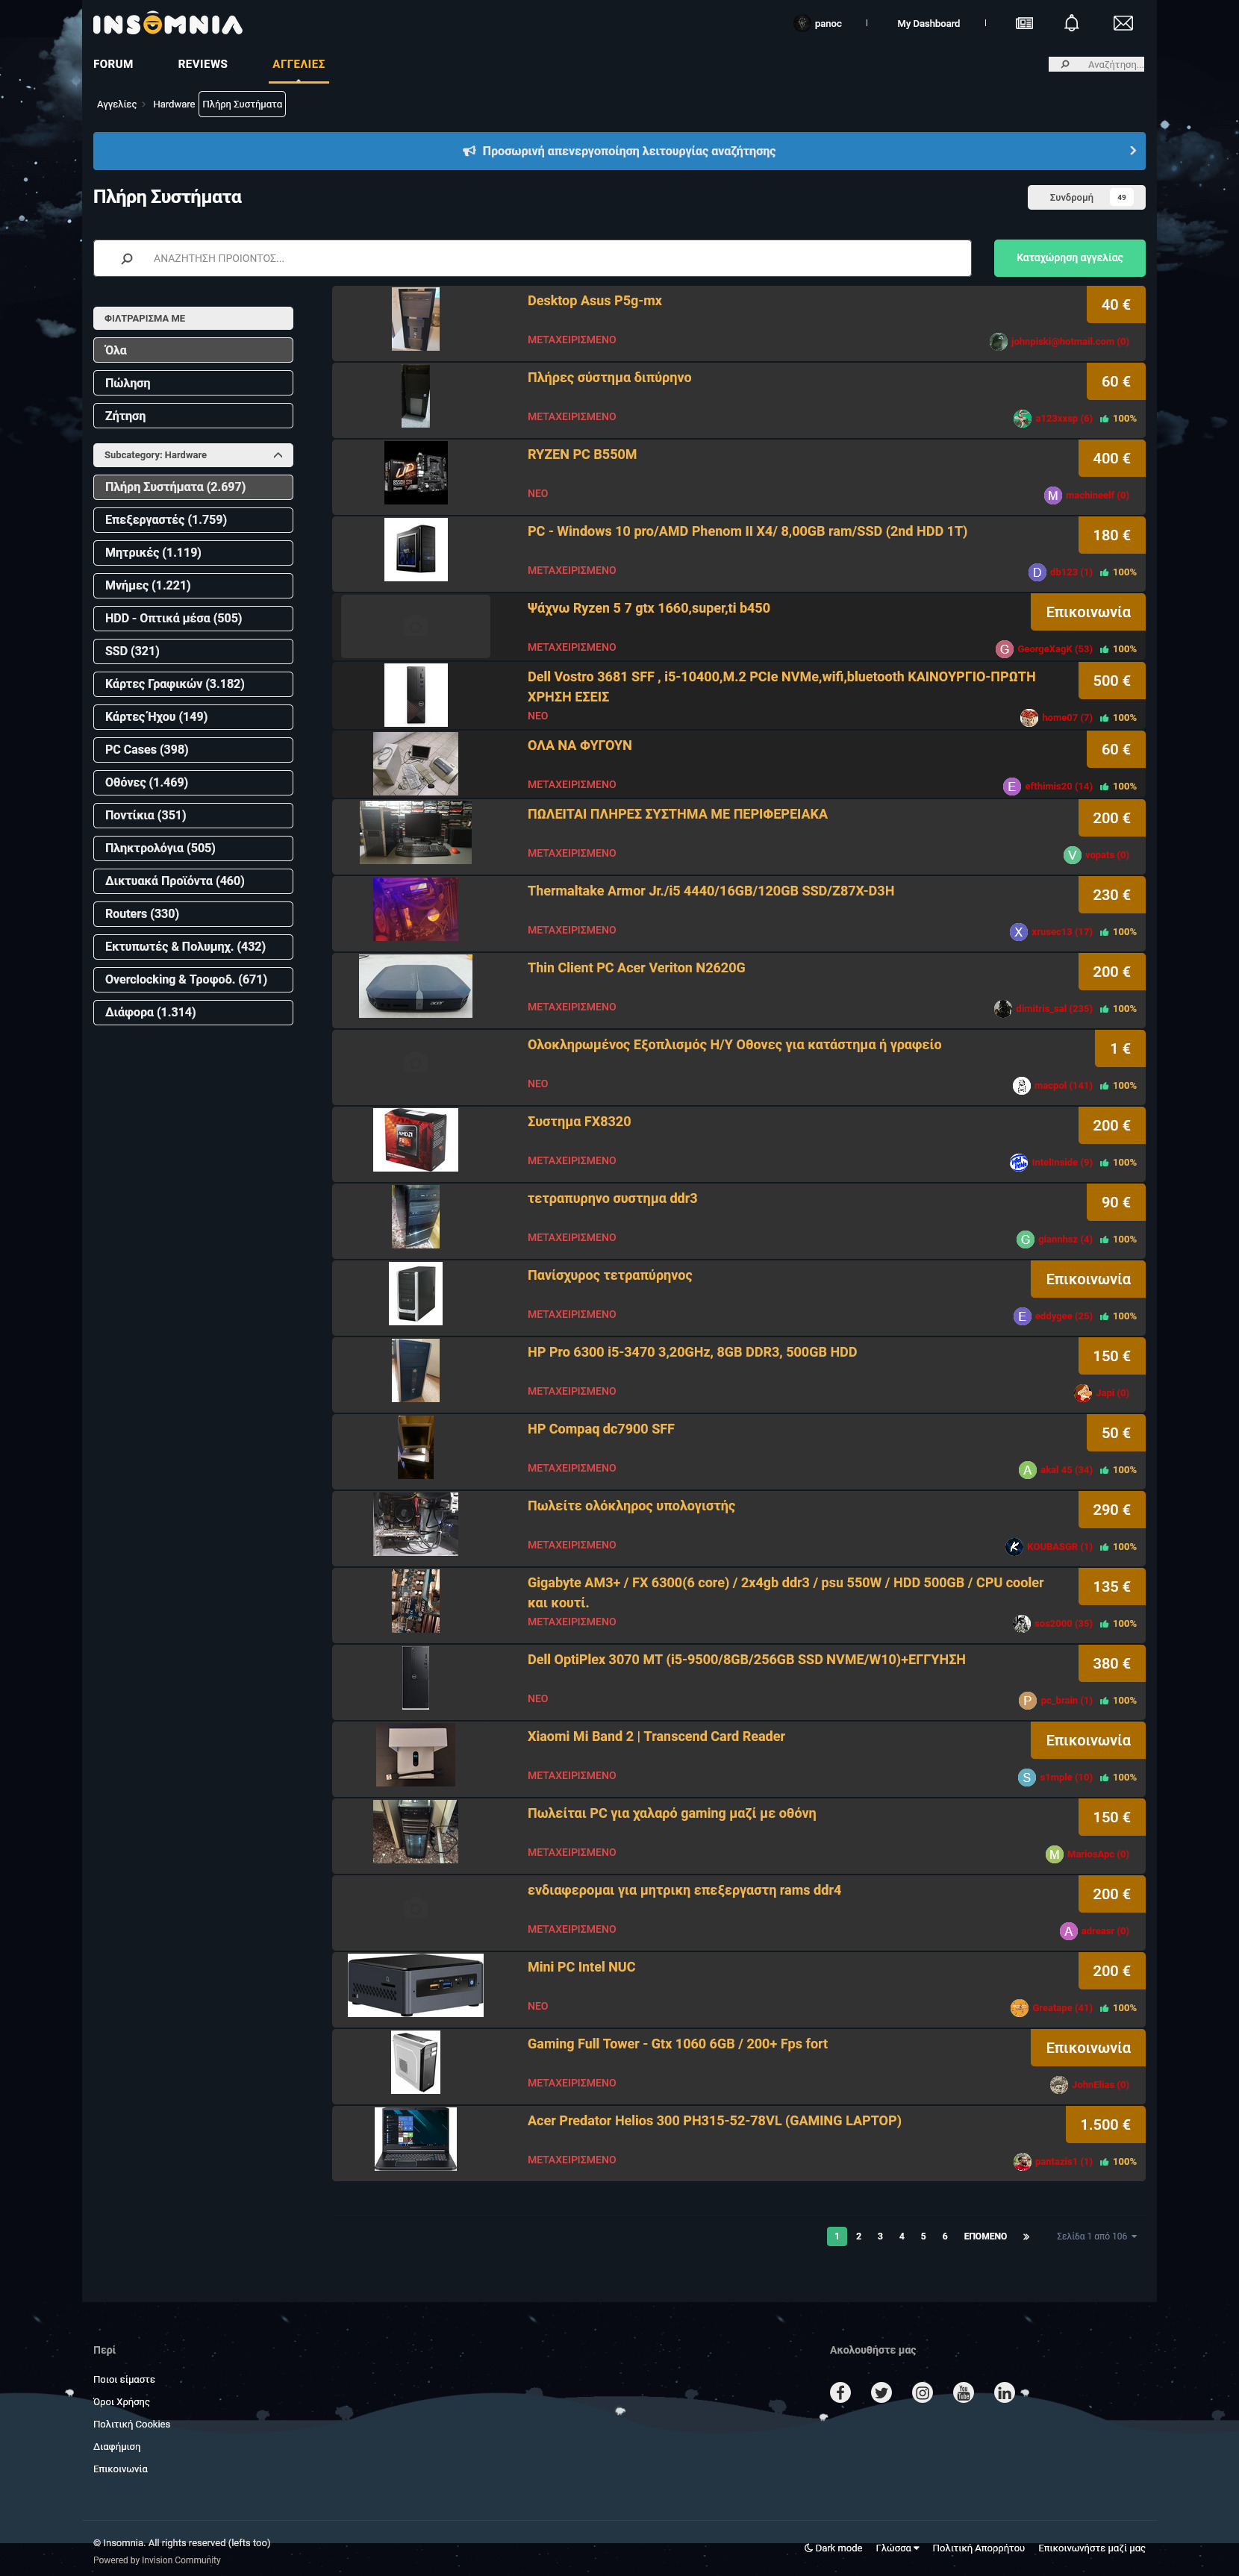 INSOMNIA
panoc
My Dashboard
FORUM
REVIEWS
ΑΓΓΕΛΙΕΣ
Αναζήτηση...
Αγγελίες
Hardware
Πλήρη Συστήματα
Προσωρινή απενεργοποίηση λειτουργίας αναζήτησης
Πλήρη Συστήματα
Συνδρομή 49
ΑΝΑΖΗΤΗΣΗ ΠΡΟΙΟΝΤΟΣ...
Καταχώρηση αγγελίας
ΦΙΛΤΡΑΡΙΣΜΑ ΜΕ
Όλα
Πώληση
Ζήτηση
Subcategory: Hardware
Πλήρη Συστήματα (2.697)
Επεξεργαστές (1.759)
Μητρικές (1.119)
Μνήμες (1.221)
HDD - Οπτικά μέσα (505)
SSD (321)
Κάρτες Γραφικών (3.182)
Κάρτες Ήχου (149)
PC Cases (398)
Οθόνες (1.469)
Ποντίκια (351)
Πληκτρολόγια (505)
Δικτυακά Προϊόντα (460)
Routers (330)
Εκτυπωτές & Πολυμηχ. (432)
Overclocking & Τροφοδ. (671)
Διάφορα (1.314)
Desktop Asus P5g-mx
40 €
ΜΕΤΑΧΕΙΡΙΣΜΕΝΟ
johnpiski@hotmail.com (0)
Πλήρες σύστημα διπύρηνο
60 €
ΜΕΤΑΧΕΙΡΙΣΜΕΝΟ
a123xxsp (6) 100%
RYZEN PC B550M
400 €
ΝΕΟ
M machineelf (0)
PC - Windows 10 pro/AMD Phenom II X4/ 8,00GB ram/SSD (2nd HDD 1T)
180 €
ΜΕΤΑΧΕΙΡΙΣΜΕΝΟ
D db123 (1) 100%
Ψάχνω Ryzen 5 7 gtx 1660,super,ti b450
Επικοινωνία
ΜΕΤΑΧΕΙΡΙΣΜΕΝΟ
G GeorgeXagK (53) 100%
Dell Vostro 3681 SFF , i5-10400,M.2 PCIe NVMe,wifi,bluetooth ΚΑΙΝΟΥΡΓΙΟ-ΠΡΩΤΗ
ΧΡΗΣΗ ΕΣΕΙΣ
500 €
ΝΕΟ
home07 (7) 100%
ΟΛΑ ΝΑ ΦΥΓΟΥΝ
60 €
ΜΕΤΑΧΕΙΡΙΣΜΕΝΟ
E efthimis20 (14) 100%
ΠΩΛΕΙΤΑΙ ΠΛΗΡΕΣ ΣΥΣΤΗΜΑ ΜΕ ΠΕΡΙΦΕΡΕΙΑΚΑ
200 €
ΜΕΤΑΧΕΙΡΙΣΜΕΝΟ
V vopats (0)
Thermaltake Armor Jr./i5 4440/16GB/120GB SSD/Z87X-D3H
230 €
ΜΕΤΑΧΕΙΡΙΣΜΕΝΟ
X xrussc13 (17) 100%
Thin Client PC Acer Veriton N2620G
200 €
ΜΕΤΑΧΕΙΡΙΣΜΕΝΟ
dimitris_sal (235) 100%
Ολοκληρωμένος Εξοπλισμός Η/Υ Οθονες για κατάστημα ή γραφείο
1 €
ΝΕΟ
macpol (141) 100%
Συστημα FX8320
200 €
ΜΕΤΑΧΕΙΡΙΣΜΕΝΟ
intelinside (9) 100%
τετραπυρηνο συστημα ddr3
90 €
ΜΕΤΑΧΕΙΡΙΣΜΕΝΟ
G giannhsz (4) 100%
Πανίσχυρος τετραπύρηνος
Επικοινωνία
ΜΕΤΑΧΕΙΡΙΣΜΕΝΟ
E eddygee (25) 100%
HP Pro 6300 i5-3470 3,20GHz, 8GB DDR3, 500GB HDD
150 €
ΜΕΤΑΧΕΙΡΙΣΜΕΝΟ
Japi (0)
HP Compaq dc7900 SFF
50 €
ΜΕΤΑΧΕΙΡΙΣΜΕΝΟ
A akal 45 (34) 100%
Πωλείτε ολόκληρος υπολογιστής
290 €
ΜΕΤΑΧΕΙΡΙΣΜΕΝΟ
KOUBASGR (1) 100%
Gigabyte AM3+ / FX 6300(6 core) / 2x4gb ddr3 / psu 550W / HDD 500GB / CPU cooler
και κουτί.
135 €
ΜΕΤΑΧΕΙΡΙΣΜΕΝΟ
sos2000 (35) 100%
Dell OptiPlex 3070 MT (i5-9500/8GB/256GB SSD NVME/W10)+ΕΓΓΥΗΣΗ
380 €
ΝΕΟ
P pc_brain (1) 100%
Xiaomi Mi Band 2 | Transcend Card Reader
Επικοινωνία
ΜΕΤΑΧΕΙΡΙΣΜΕΝΟ
S s1mple (10) 100%
Πωλείται PC για χαλαρό gaming μαζί με οθόνη
150 €
ΜΕΤΑΧΕΙΡΙΣΜΕΝΟ
M MariosApc (0)
ενδιαφερομαι για μητρικη επεξεργαστη rams ddr4
200 €
ΜΕΤΑΧΕΙΡΙΣΜΕΝΟ
A adreasr (0)
Mini PC Intel NUC
200 €
ΝΕΟ
Greatape (41) 100%
Gaming Full Tower - Gtx 1060 6GB / 200+ Fps fort
Επικοινωνία
ΜΕΤΑΧΕΙΡΙΣΜΕΝΟ
JohnElias (0)
Acer Predator Helios 300 PH315-52-78VL (GAMING LAPTOP)
1.500 €
ΜΕΤΑΧΕΙΡΙΣΜΕΝΟ
pantazis1 (1) 100%
1 2 3 4 5 6 ΕΠΟΜΕΝΟ » Σελίδα 1 από 106
Περί
Ποιοι είμαστε
Όροι Χρήσης
Πολιτική Cookies
Διαφήμιση
Επικοινωνία
Ακολουθήστε μας
© Insomnia. All rights reserved (lefts too)
Powered by Invision Community
Dark mode
Γλώσσα
Πολιτική Απορρήτου
Επικοινωνήστε μαζί μας